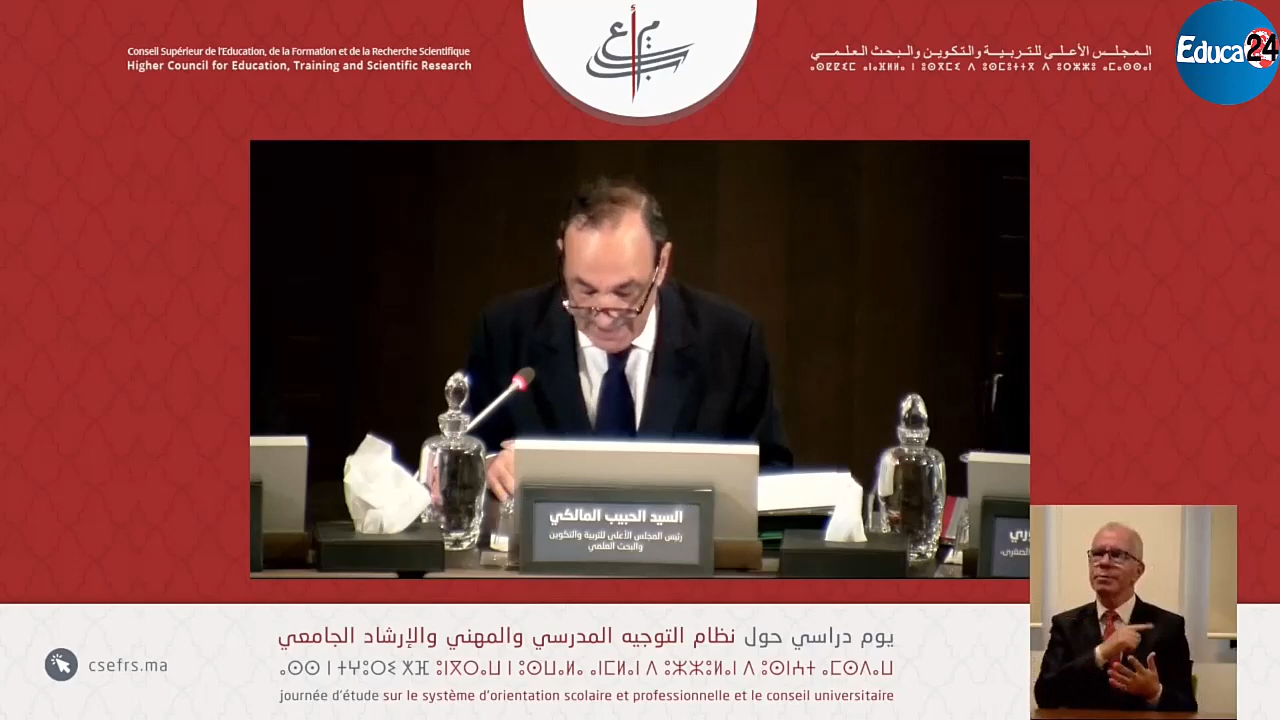 Conseil Supérieur de l'Education, de la Formation et de la Recherche Scientifique
Higher Council for Education, Training and Scientific Research
المجلس الأعلى للتربية والتكوين والبحث العلمي
Educa24
السيد الحبيب المالكي
رئيس المجلس الأعلى للتربية والتكوين
والبحث العلمي
يوم دراسي حول نظام التوجيه المدرسي والمهني والإرشاد الجامعي
csefrs.ma
journée d'étude sur le système d'orientation scolaire et professionnelle et le conseil universitaire